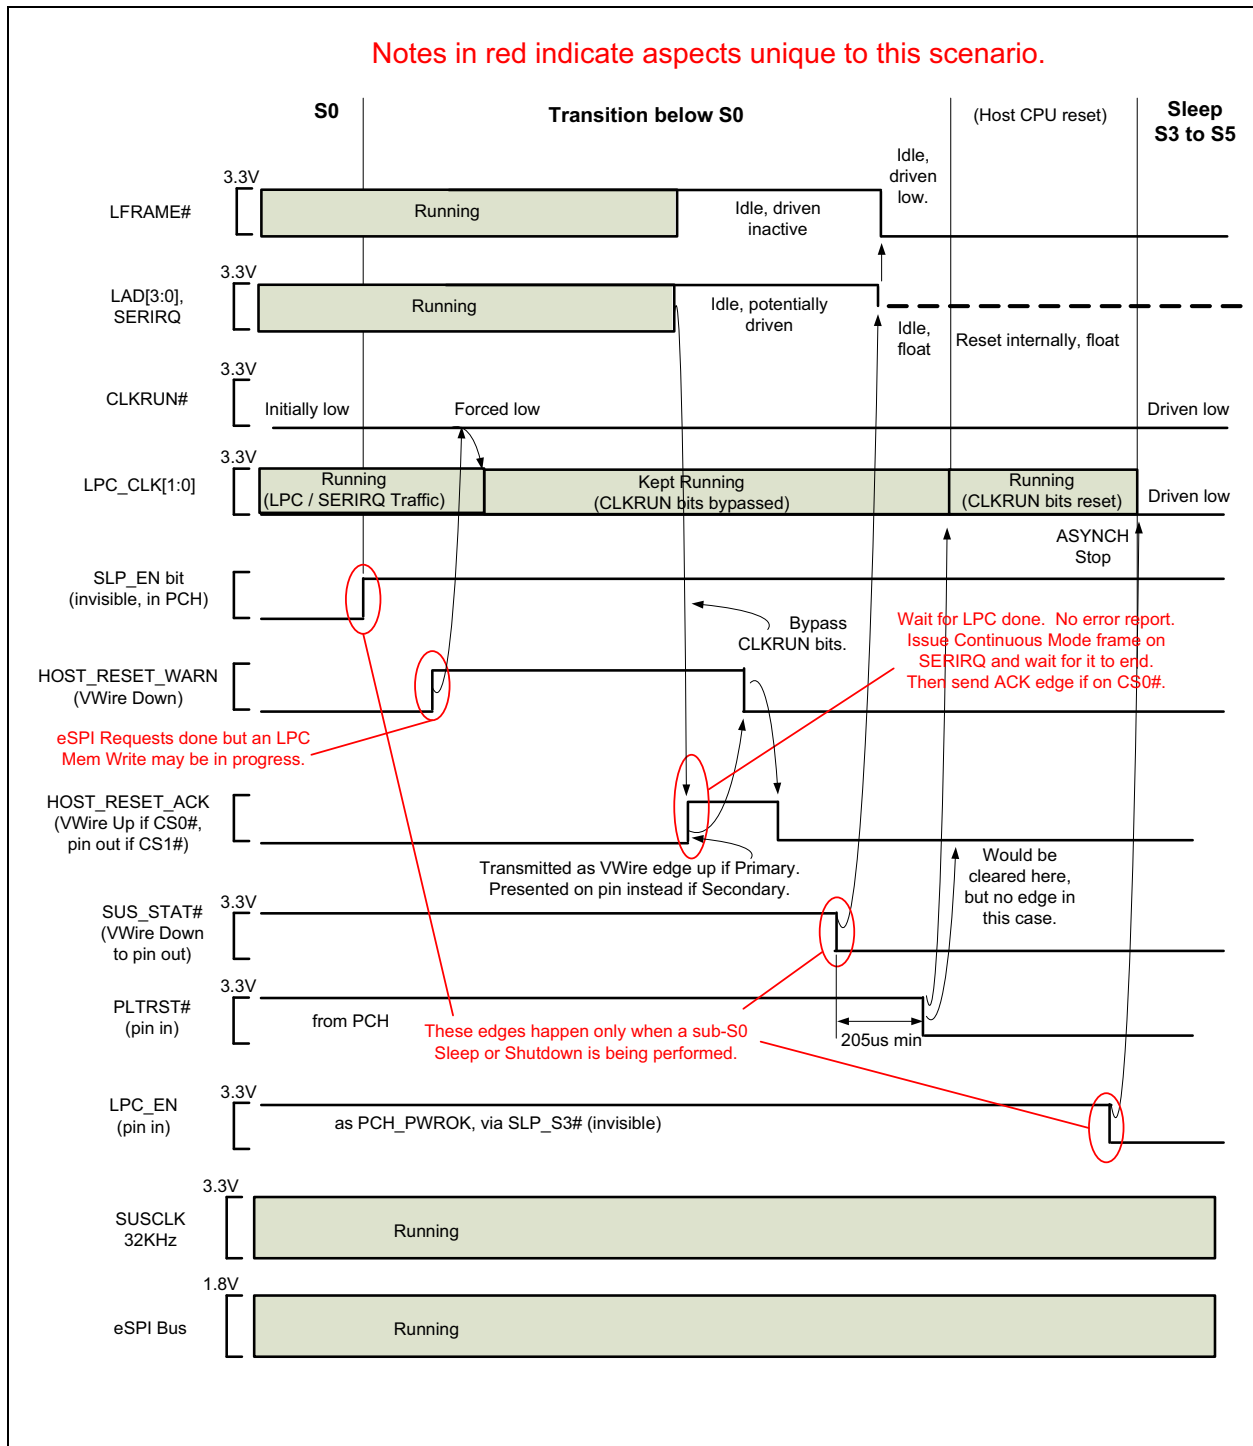 Notes in red indicate aspects unique to this scenario.
S0
Transition below S0
(Host CPU reset)
Sleep
S3 to S5
LFRAME#
3.3V
Running
Idle, driven
inactive
Idle,
driven
low.
LAD[3:0],
SERIRQ
3.3V
Running
Idle, potentially
driven
Idle,
float
Reset internally, float
CLKRUN#
3.3V
Initially low
Forced low
Driven low
LPC_CLK[1:0]
3.3V
Running
(LPC / SERIRQ Traffic)
Kept Running
(CLKRUN bits bypassed)
Running
(CLKRUN bits reset)
Driven low
ASYNCH
Stop
SLP_EN bit
(invisible, in PCH)
Bypass
CLKRUN bits.
Wait for LPC done. No error report.
Issue Continuous Mode frame on
SERIRQ and wait for it to end.
Then send ACK edge if on CS0#.
HOST_RESET_WARN
(VWire Down)
eSPI Requests done but an LPC
Mem Write may be in progress.
HOST_RESET_ACK
(VWire Up if CS0#,
pin out if CS1#)
Transmitted as VWire edge up if Primary.
Presented on pin instead if Secondary.
Would be
cleared here,
but no edge in
this case.
SUS_STAT#
(VWire Down
to pin out)
3.3V
PLTRST#
(pin in)
3.3V
from PCH
These edges happen only when a sub-S0
Sleep or Shutdown is being performed.
205us min
LPC_EN
(pin in)
3.3V
as PCH_PWROK, via SLP_S3# (invisible)
SUSCLK
32KHz
3.3V
Running
eSPI Bus
1.8V
Running